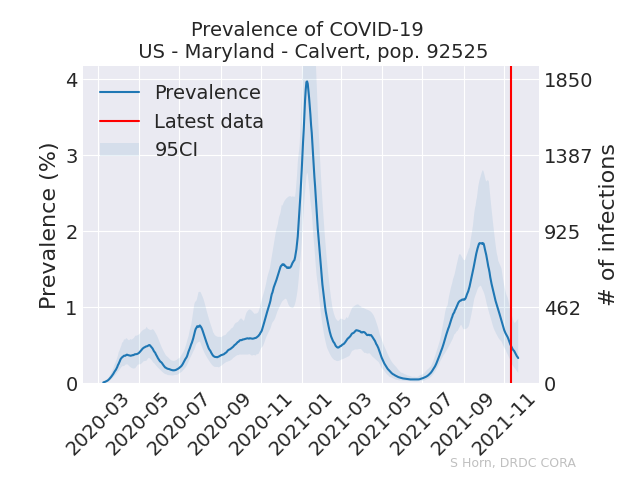 Prevalence of COVID-19
US - Maryland - Calvert, pop. 92525
Prevalence
Latest data
95CI
Prevalence (%)
4
3
2
1
0
1850
1387
925
462
0
# of infections
2020-03
2020-05
2020-07
2020-09
2020-11
2021-01
2021-03
2021-05
2021-07
2021-09
2021-11
S Horn, DRDC CORA